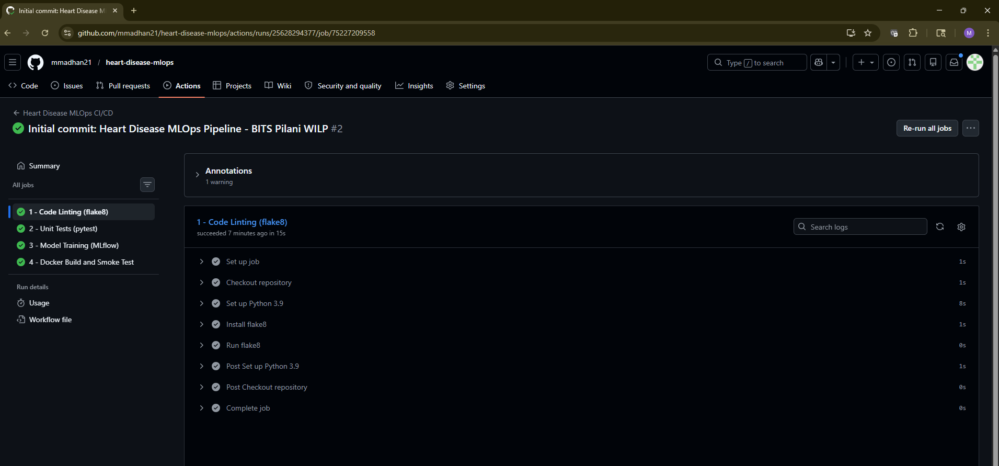 Initial commit: Heart Disease M
github.com/mmadhan21/heart-disease-mlops/actions/runs/25628294377/job/75227209558
M
mmadhan21 / heart-disease-mlops
Type / to search
Code
Issues
Pull requests
Actions
Projects
Wiki
Security and quality
Insights
Settings
Heart Disease MLOps CI/CD
Initial commit: Heart Disease MLOps Pipeline - BITS Pilani WILP #2
Re-run all jobs
Summary
All jobs
1 - Code Linting (flake8)
2 - Unit Tests (pytest)
3 - Model Training (MLflow)
4 - Docker Build and Smoke Test
Run details
Usage
Workflow file
Annotations
1 warning
1 - Code Linting (flake8)
succeeded 7 minutes ago in 15s
Search logs
Set up job 1s
Checkout repository 1s
Set up Python 3.9 8s
Install flake8 1s
Run flake8 0s
Post Set up Python 3.9 1s
Post Checkout repository 0s
Complete job 0s